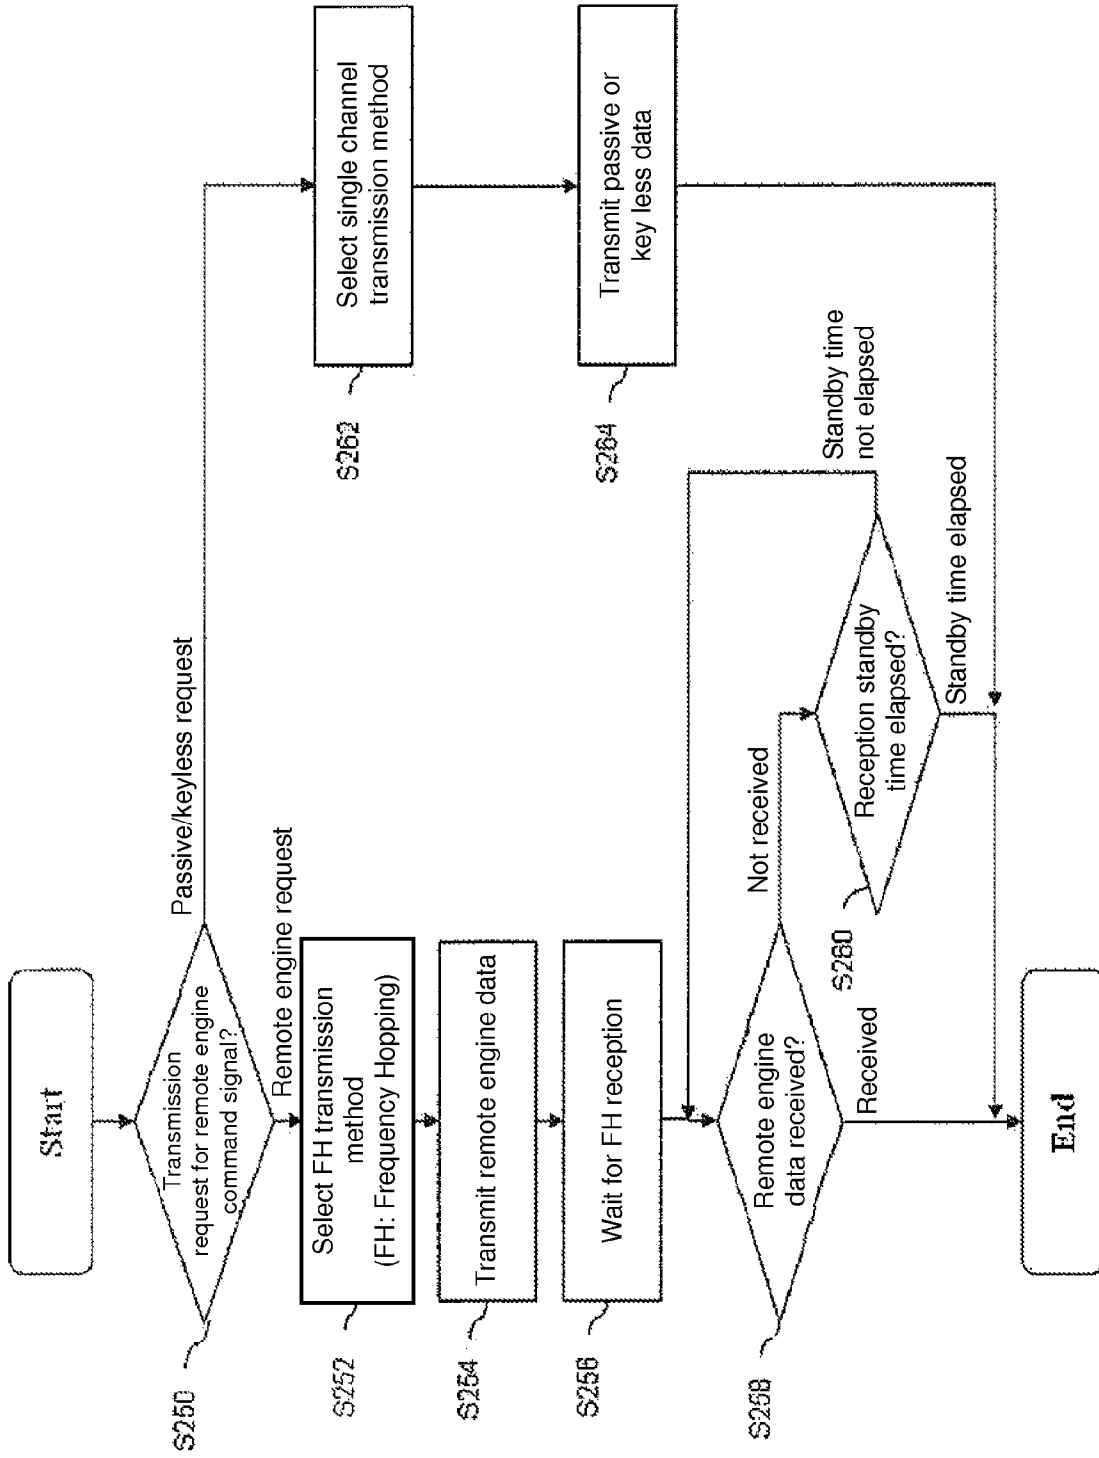 Start
S250
Transmission
request for remote engine
command signal?
Passive/keyless request
Remote engine request
S252
Select FH transmission
method
(FH: Frequency Hopping)
S262
Select single channel
transmission method
S254
Transmit remote engine data
S264
Transmit passive or
key less data
S256
Wait for FH reception
S258
Remote engine
data received?
Not received
Received
S260
Reception standby
time elapsed?
Standby time
not elapsed
Standby time elapsed
End